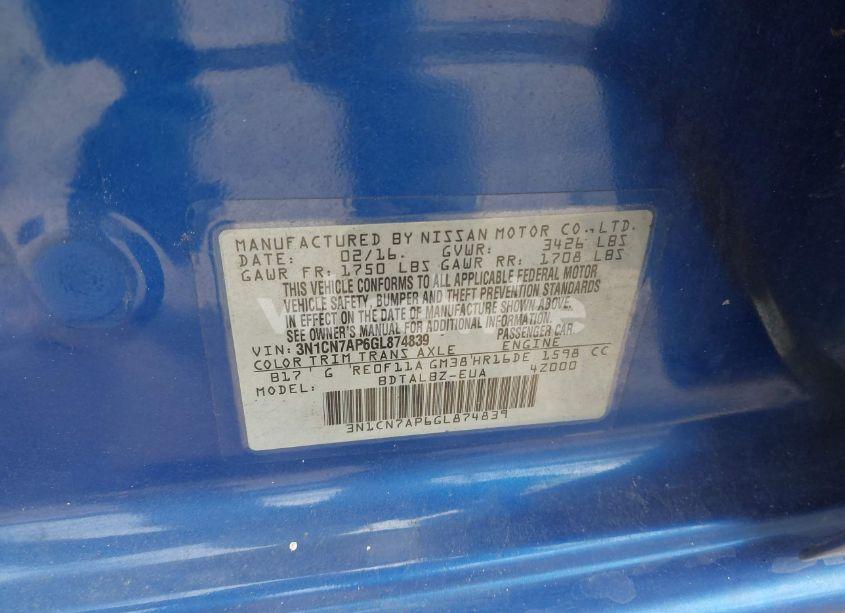 MANUFACTURED BY NISSAN MOTOR CO., LTD.
DATE: 02/16. GVWR: 3426 LBS
GAWR FR: 1750 LBS GAWR RR: 1708 LBS
THIS VEHICLE CONFORMS TO ALL APPLICABLE FEDERAL MOTOR
VEHICLE SAFETY, BUMPER AND THEFT PREVENTION STANDARDS
IN EFFECT ON THE DATE OF MANUFACTURE SHOWN ABOVE.
SEE OWNER'S MANUAL FOR ADDITIONAL INFORMATION.
VIN: 3N1CN7AP6GL874839 - PASSENGER CAR.
COLOR TRIM TRANS AXLE ENGINE
B17 G RE0F11A GM38 HR16DE 1598 CC
MODEL: BDTALBZ-EUA 4Z000
3N1CN7AP6GL874839